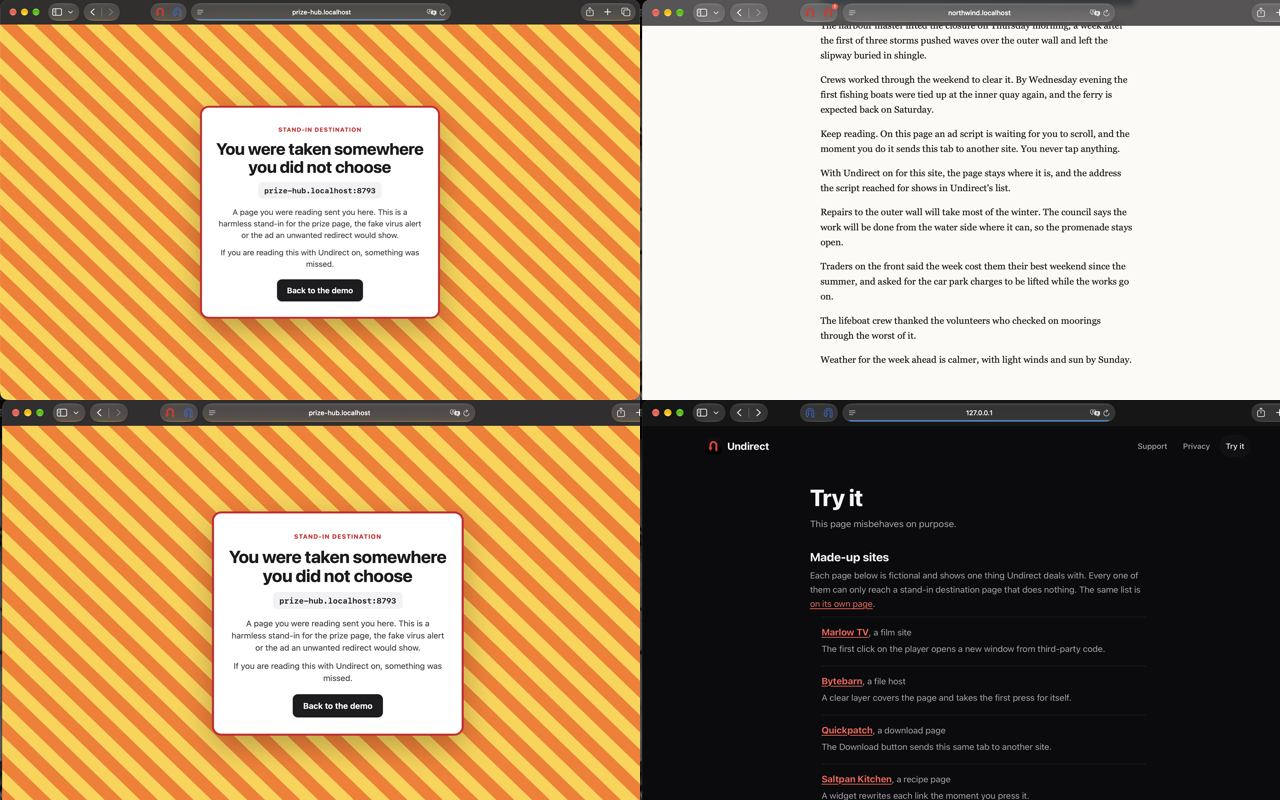 prize-hub.localhost
STAND-IN DESTINATION
You were taken somewhere
you did not choose
prize-hub.localhost:8793
A page you were reading sent you here. This is a
harmless stand-in for the prize page, the fake virus alert
or the ad an unwanted redirect would show.
If you are reading this with Undirect on, something was
missed.
Back to the demo
northwind.localhost
The harbour master lifted the closure on Thursday morning, a week after
the first of three storms pushed waves over the outer wall and left the
slipway buried in shingle.
Crews worked through the weekend to clear it. By Wednesday evening the
first fishing boats were tied up at the inner quay again, and the ferry is
expected back on Saturday.
Keep reading. On this page an ad script is waiting for you to scroll, and the
moment you do it sends this tab to another site. You never tap anything.
With Undirect on for this site, the page stays where it is, and the address
the script reached for shows in Undirect's list.
Repairs to the outer wall will take most of the winter. The council says the
work will be done from the water side where it can, so the promenade stays
open.
Traders on the front said the week cost them their best weekend since the
summer, and asked for the car park charges to be lifted while the works go
on.
The lifeboat crew thanked the volunteers who checked on moorings
through the worst of it.
Weather for the week ahead is calmer, with light winds and sun by Sunday.
prize-hub.localhost
STAND-IN DESTINATION
You were taken somewhere
you did not choose
prize-hub.localhost:8793
A page you were reading sent you here. This is a
harmless stand-in for the prize page, the fake virus alert
or the ad an unwanted redirect would show.
If you are reading this with Undirect on, something was
missed.
Back to the demo
127.0.0.1
Undirect
Support
Privacy
Try it
Try it
This page misbehaves on purpose.
Made-up sites
Each page below is fictional and shows one thing Undirect deals with. Every one of
them can only reach a stand-in destination page that does nothing. The same list is
on its own page.
Marlow TV, a film site
The first click on the player opens a new window from third-party code.
Bytebarn, a file host
A clear layer covers the page and takes the first press for itself.
Quickpatch, a download page
The Download button sends this same tab to another site.
Saltpan Kitchen, a recipe page
A widget rewrites each link the moment you press it.